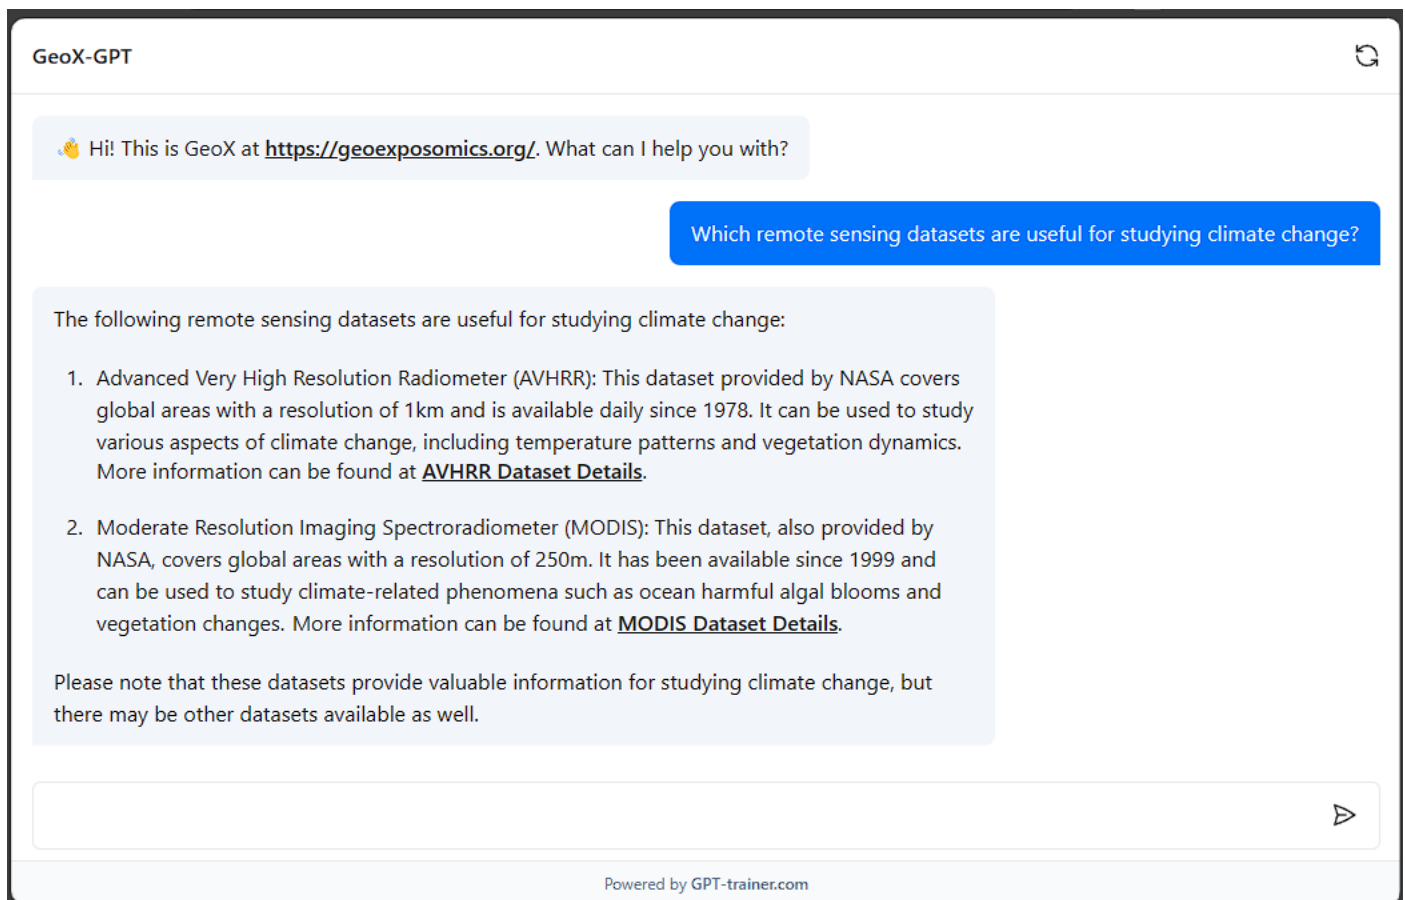 GeoX-GPT
👋 Hi! This is GeoX at https://geoexposomics.org/. What can I help you with?
Which remote sensing datasets are useful for studying climate change?
The following remote sensing datasets are useful for studying climate change:
1. Advanced Very High Resolution Radiometer (AVHRR): This dataset provided by NASA covers
global areas with a resolution of 1km and is available daily since 1978. It can be used to study
various aspects of climate change, including temperature patterns and vegetation dynamics.
More information can be found at AVHRR Dataset Details.
2. Moderate Resolution Imaging Spectroradiometer (MODIS): This dataset, also provided by
NASA, covers global areas with a resolution of 250m. It has been available since 1999 and
can be used to study climate-related phenomena such as ocean harmful algal blooms and
vegetation changes. More information can be found at MODIS Dataset Details.
Please note that these datasets provide valuable information for studying climate change, but
there may be other datasets available as well.
Powered by GPT-trainer.com